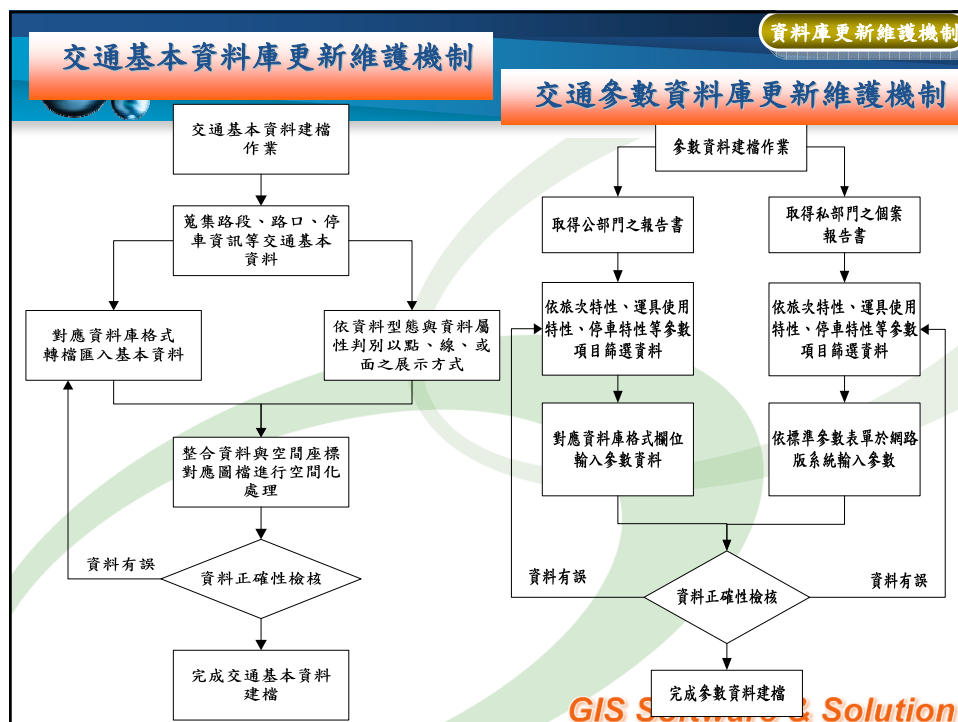 資料庫更新維護機制
交通基本資料庫更新維護機制
交通參數資料庫更新維護機制
交通基本資料建檔
作業
蒐集路段、路口、停
車資訊等交通基本
資料
對應資料庫格式
轉檔匯入基本資料
依資料型態與資料屬
性判別以點、線、或
面之展示方式
整合資料與空間座標
對應圖檔進行空間化
處理
資料有誤
資料正確性檢核
完成交通基本資料
建檔
參數資料建檔作業
取得公部門之報告書
取得私部門之個案
報告書
依旅次特性、運具使用
特性、停車特性等參數
項目篩選資料
依旅次特性、運具使用
特性、停車特性等參數
項目篩選資料
對應資料庫格式欄位
輸入參數資料
依標準參數表單於網路
版系統輸入參數
資料有誤
資料正確性檢核
資料有誤
完成參數資料建檔
GIS Software & Solution